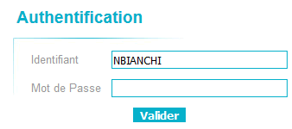 Authentification
Identifiant NBIANCHI
Mot de Passe
Valider